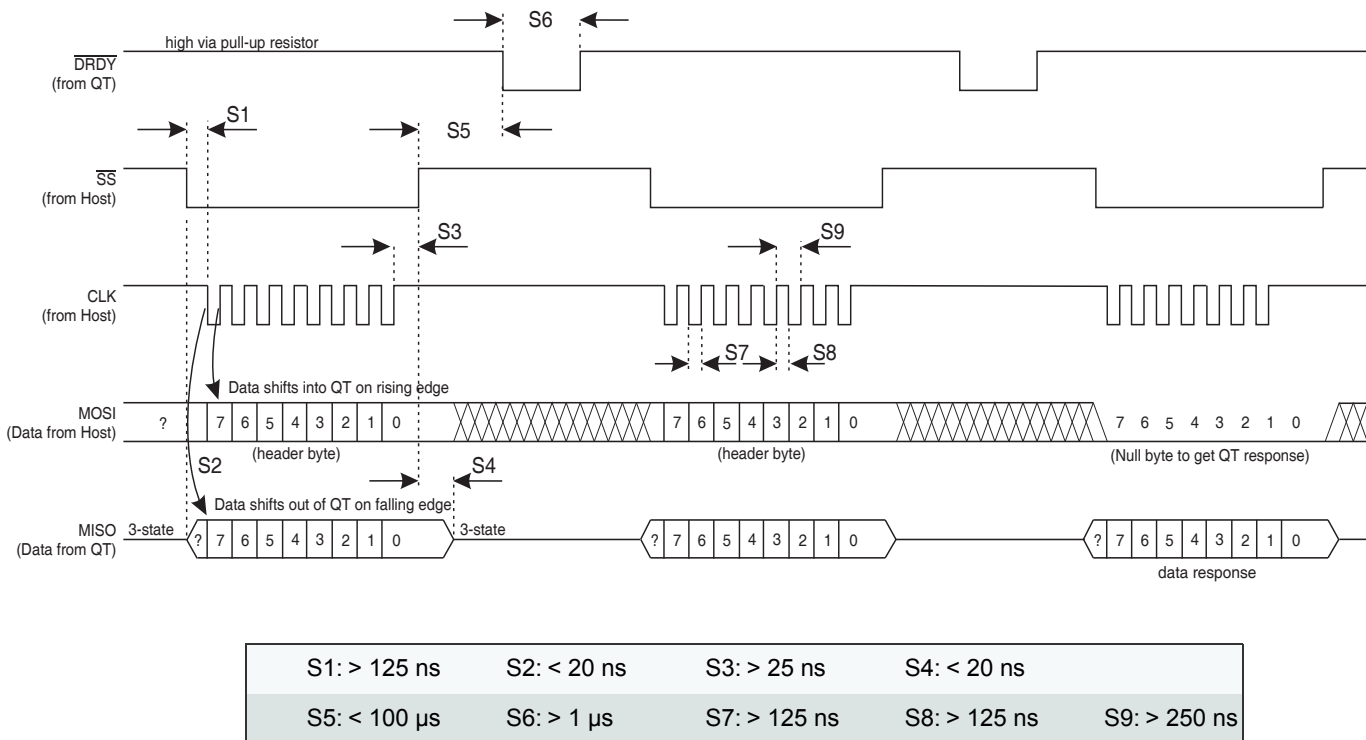 S6
high via pull-up resistor
DRDY
(from QT)
S1
S5
SS
(from Host)
S3
S9
CLK
(from Host)
S7
S8
Data shifts into QT on rising edge
MOSI
(Data from Host)
? 7 6 5 4 3 2 1 0
7 6 5 4 3 2 1 0
7 6 5 4 3 2 1 0
(header byte)
(header byte)
(Null byte to get QT response)
S2
S4
Data shifts out of QT on falling edge
MISO
(Data from QT)
3-state
? 7 6 5 4 3 2 1 0
3-state
? 7 6 5 4 3 2 1 0
? 7 6 5 4 3 2 1 0
data response
S1: > 125 ns S2: < 20 ns S3: > 25 ns S4: < 20 ns
S5: < 100 µs S6: > 1 µs S7: > 125 ns S8: > 125 ns S9: > 250 ns